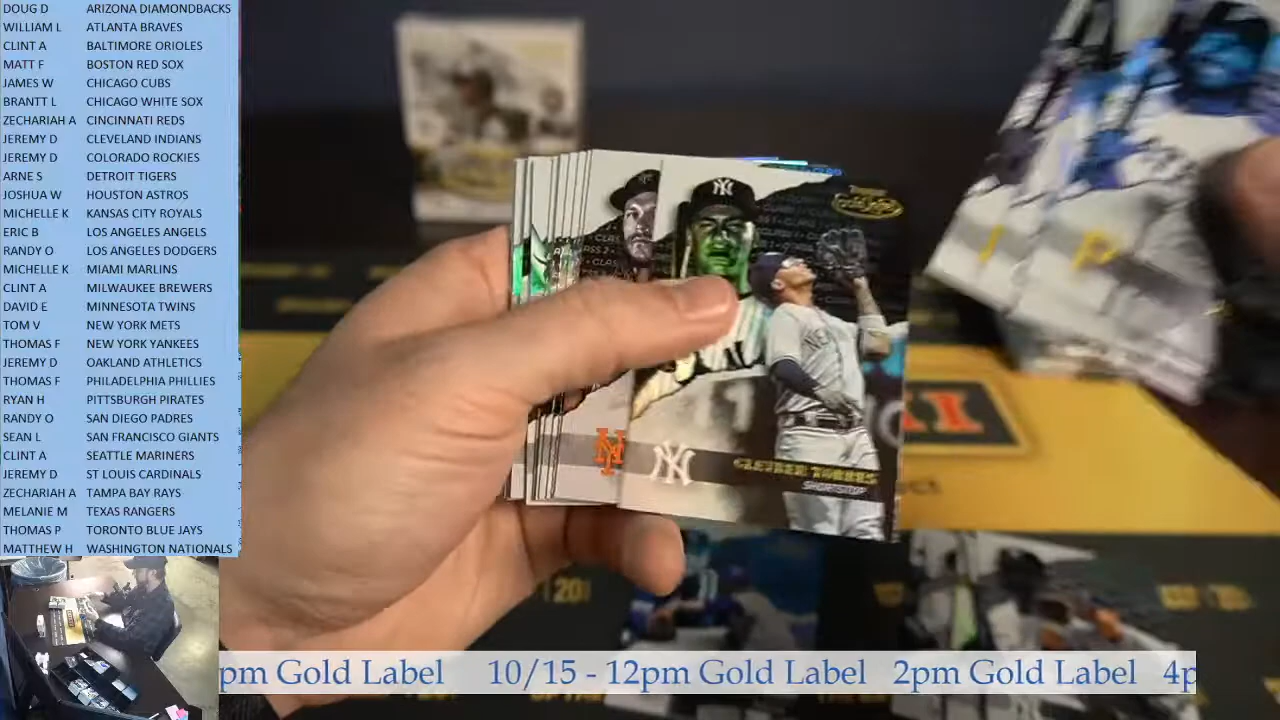 DOUG D ARIZONA DIAMONDBACKS
WILLIAM L ATLANTA BRAVES
CLINT A BALTIMORE ORIOLES
MATT F BOSTON RED SOX
JAMES W CHICAGO CUBS
BRANTT L CHICAGO WHITE SOX
ZECHARIAH A CINCINNATI REDS
JEREMY D CLEVELAND INDIANS
JEREMY D COLORADO ROCKIES
ARNE S DETROIT TIGERS
JOSHUA W HOUSTON ASTROS
MICHELLE K KANSAS CITY ROYALS
ERIC B LOS ANGELES ANGELS
RANDY O LOS ANGELES DODGERS
MICHELLE K MIAMI MARLINS
CLINT A MILWAUKEE BREWERS
DAVID E MINNESOTA TWINS
TOM V NEW YORK METS
THOMAS F NEW YORK YANKEES
JEREMY D OAKLAND ATHLETICS
THOMAS F PHILADELPHIA PHILLIES
RYAN H PITTSBURGH PIRATES
RANDY O SAN DIEGO PADRES
SEAN L SAN FRANCISCO GIANTS
CLINT A SEATTLE MARINERS
JEREMY D ST LOUIS CARDINALS
ZECHARIAH A TAMPA BAY RAYS
MELANIE M TEXAS RANGERS
THOMAS P TORONTO BLUE JAYS
MATTHEW H WASHINGTON NATIONALS
NY
NY
GLEYBER TORRES
SHORTSTOP
pm Gold Label 10/15 - 12pm Gold Label 2pm Gold Label 4p